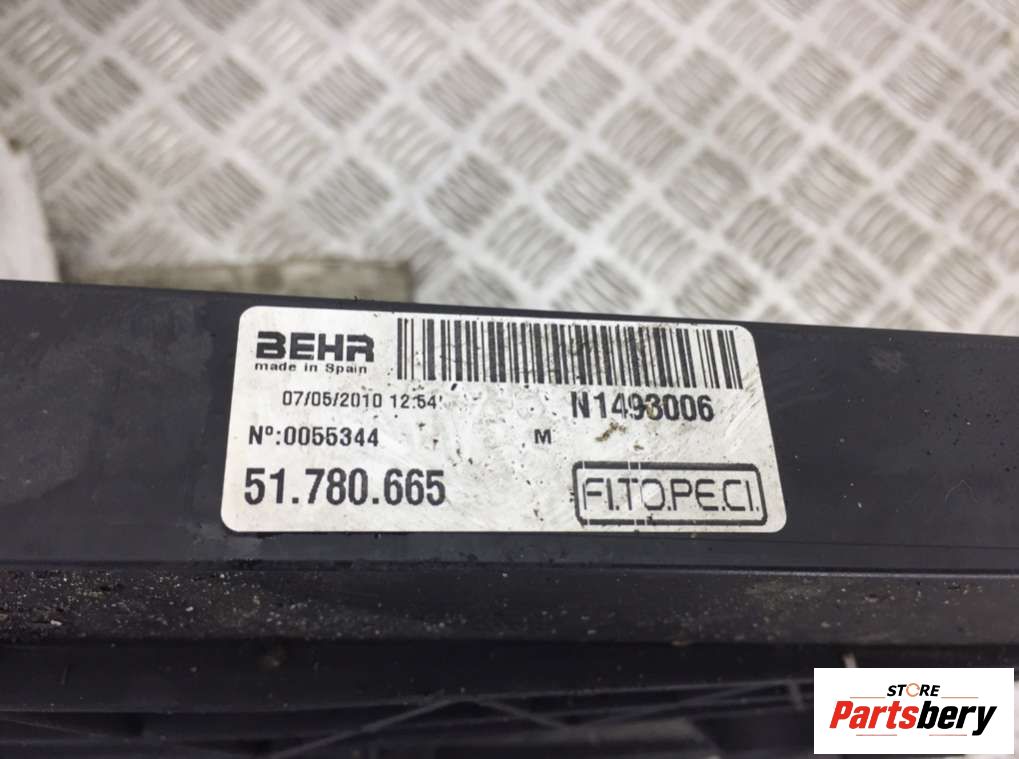 BEHR
made in Spain
07/05/2010 12:54'
N1493006
Nº:0055344
M
51.780.665
FI.TO.PE.CI.
STORE
Partsbery